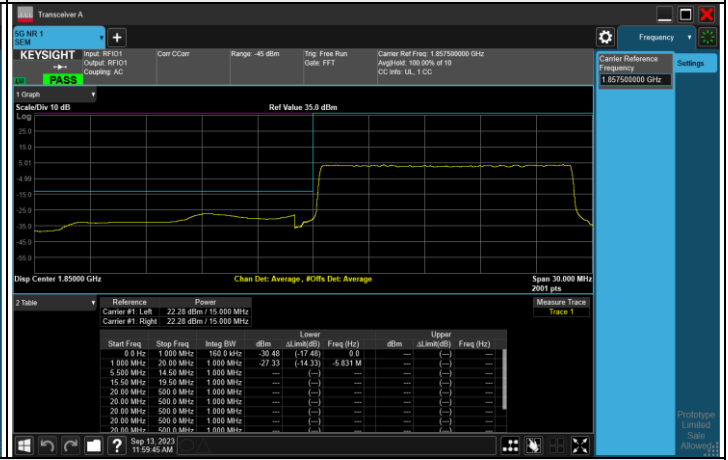 Transceiver A
5G NR 1
SEM
+
Frequency
KEYSIGHT
LV PASS
Input: RFIO1
Output: RFIO1
Coupling: AC
Corr CCorr
Range: -45 dBm
Trig: Free Run
Gate: FFT
Carrier Ref Freq: 1.857500000 GHz
Avg|Hold: 100.00% of 10
CC Info: UL, 1 CC
Carrier Reference
Frequency
1.857500000 GHz
Settings
1 Graph
Scale/Div 10 dB
Ref Value 35.0 dBm
Log
25.0
15.0
5.01
-4.99
-15.0
-25.0
-35.0
-45.0
-55.0
Disp Center 1.85000 GHz
Chan Det: Average , #Offs Det: Average
Span 30.000 MHz
2001 pts
2 Table
Reference Power
Carrier #1: Left 22.28 dBm / 15.000 MHz
Carrier #1: Right 22.28 dBm / 15.000 MHz
Measure Trace
Trace 1
Lower Upper
Start Freq Stop Freq Integ BW dBm ΔLimit(dB) Freq (Hz) dBm ΔLimit(dB) Freq (Hz)
0.0 Hz 1.000 MHz 160.0 kHz -30.48 (-17.48) 0.0 --- (---) ---
1.000 MHz 20.00 MHz 1.000 MHz -27.33 (-14.33) -5.831 M --- (---) ---
5.500 MHz 14.50 MHz 1.000 MHz --- (---) --- --- (---) ---
15.50 MHz 19.50 MHz 1.000 MHz --- (---) --- --- (---) ---
20.00 MHz 500.0 MHz 1.000 MHz --- (---) --- --- (---) ---
20.00 MHz 500.0 MHz 1.000 MHz --- (---) --- --- (---) ---
20.00 MHz 500.0 MHz 1.000 MHz --- (---) --- --- (---) ---
20.00 MHz 500.0 MHz 1.000 MHz --- (---) --- --- (---) ---
20.00 MHz 500.0 MHz 1.000 MHz --- (---) --- --- (---) ---
Prototype
Limited
Sale
Allowed
?
Sep 13, 2023
11:59:45 AM